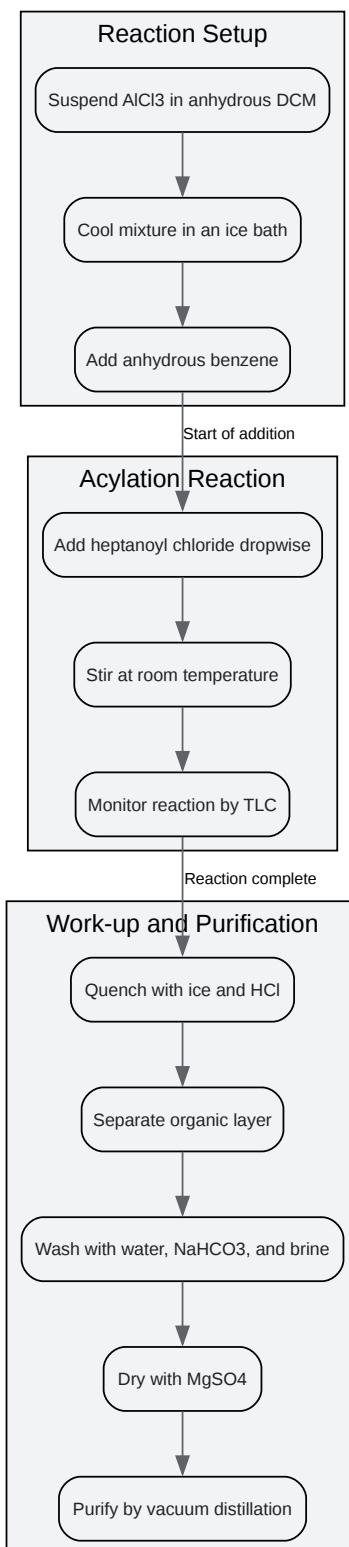 Reaction Setup
Suspend AlCl3 in anhydrous DCM
Cool mixture in an ice bath
Add anhydrous benzene
Start of addition
Acylation Reaction
Add heptanoyl chloride dropwise
Stir at room temperature
Monitor reaction by TLC
Reaction complete
Work-up and Purification
Quench with ice and HCl
Separate organic layer
Wash with water, NaHCO3, and brine
Dry with MgSO4
Purify by vacuum distillation